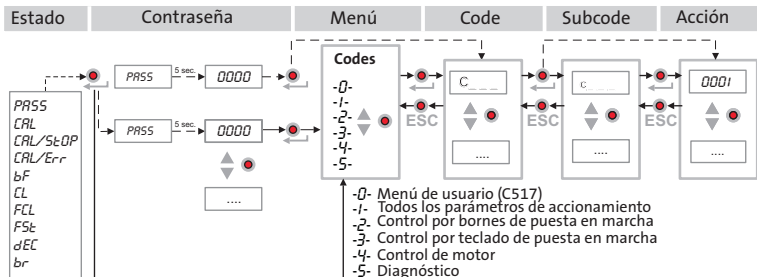 Estado Contraseña Menú Code Subcode Acción
PASS 5 sec. 0000
PASS 5 sec. 0000
....
Codes
-0-
-1-
-2-
-3-
-4-
-5-
C_ _ _
....
ESC
c_ _ _
....
ESC
0001
....
ESC
PASS
CAL
CAL/StOP
CAL/Err
bF
CL
FCL
FSt
dEC
br
-0- Menú de usuario (C517)
-1- Todos los parámetros de accionamiento
-2- Control por bornes de puesta en marcha
-3- Control por teclado de puesta en marcha
-4- Control de motor
-5- Diagnóstico